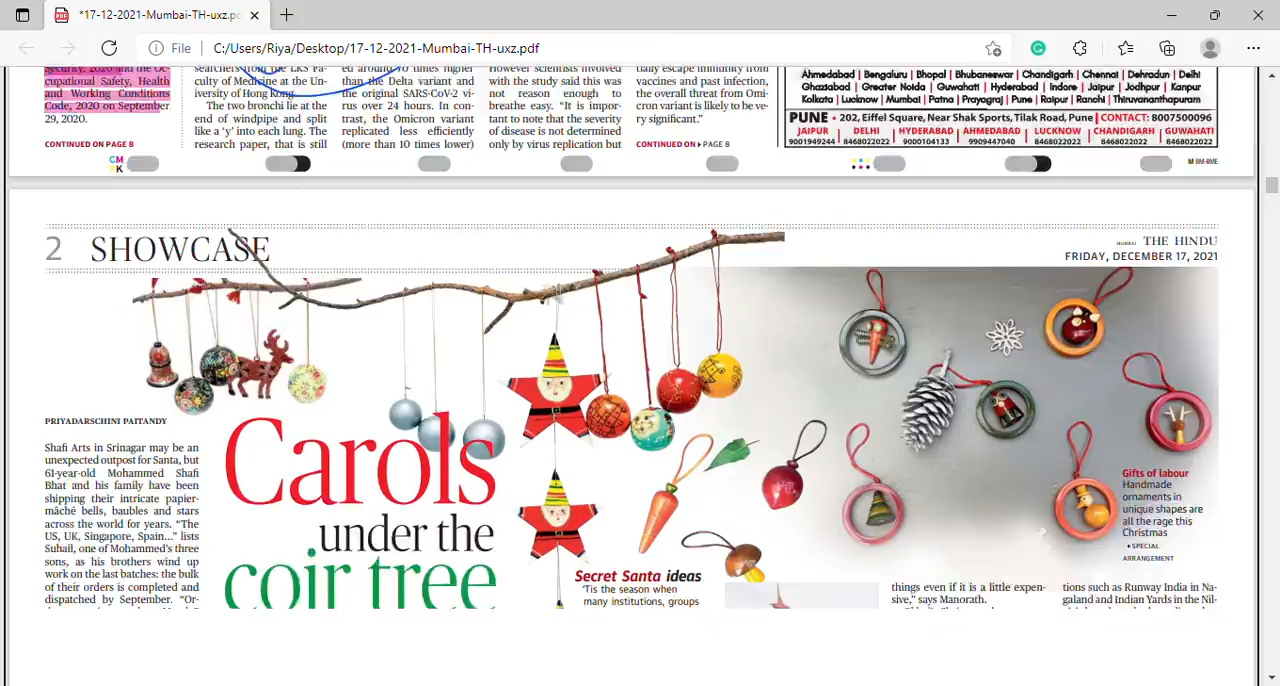 *17-12-2021-Mumbai-TH-uxz.pdf
File C:/Users/Riya/Desktop/17-12-2021-Mumbai-TH-uxz.pdf
Security, 2020 and the Oc-
cupational Safety, Health
and Working Conditions
Code, 2020 on September
29, 2020.
CONTINUED ON PAGE 8
searchers from the LKS Fa-
culty of Medicine at the Un-
iversity of Hong Kong.
The two bronchi lie at the
end of windpipe and split
like a 'y' into each lung. The
research paper, that is still
ed around 70 times higher
than the Delta variant and
the original SARS-CoV-2 vi-
rus over 24 hours. In con-
trast, the Omicron variant
replicated less efficiently
(more than 10 times lower)
However scientists involved
with the study said this was
not reason enough to
breathe easy. "It is impor-
tant to note that the severity
of disease is not determined
only by virus replication but
tially escape immunity from
vaccines and past infection,
the overall threat from Omi-
cron variant is likely to be ve-
ry significant."
CONTINUED ON PAGE 8
Ahmedabad | Bengaluru | Bhopal | Bhubaneswar | Chandigarh | Chennai | Dehradun | Delhi
Ghaziabad | Greater Noida | Guwahati | Hyderabad | Indore | Jaipur | Jodhpur | Kanpur
Kolkata | Lucknow | Mumbai | Patna | Prayagraj | Pune | Raipur | Ranchi | Thiruvananthapuram
PUNE • 202, Eiffel Square, Near Shak Sports, Tilak Road, Pune | CONTACT: 8007500096
JAIPUR | DELHI | HYDERABAD | AHMEDABAD | LUCKNOW | CHANDIGARH | GUWAHATI
9001949244 | 8468022022 | 9000104133 | 9909447040 | 8468022022 | 8468022022 | 8468022022
CM
YK
M BM-BME
2 SHOWCASE
MUMBAI THE HINDU
FRIDAY, DECEMBER 17, 2021
PRIYADARSHINI PAITANDY
Shafi Arts in Srinagar may be an
unexpected outpost for Santa, but
61-year-old Mohammed Shafi
Bhat and his family have been
shipping their intricate papier-
mâché bells, baubles and stars
across the world for years. "The
US, UK, Singapore, Spain..." lists
Suhail, one of Mohammed's three
sons, as his brothers wind up
work on the last batches: the bulk
of their orders is completed and
dispatched by September. "Or-
Carols
under the
coir tree
Secret Santa ideas
'Tis the season when
many institutions, groups
things even if it is a little expen-
sive," says Manorath.
tions such as Runway India in Na-
galand and Indian Yards in the Nil-
Gifts of labour
Handmade
ornaments in
unique shapes are
all the rage this
Christmas
• SPECIAL
ARRANGEMENT